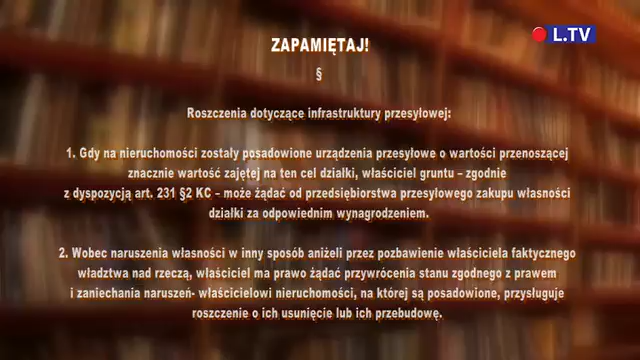 ZAPAMIĘTAJ!
L.TV
§
Roszczenia dotyczące infrastruktury przesyłowej:
1. Gdy na nieruchomości zostały posadowione urządzenia przesyłowe o wartości przenoszącej
znacznie wartość zajętej na ten cel działki, właściciel gruntu – zgodnie
z dyspozycją art. 231 §2 KC – może żądać od przedsiębiorstwa przesyłowego zakupu własności
działki za odpowiednim wynagrodzeniem.
2. Wobec naruszenia własności w inny sposób aniżeli przez pozbawienie właściciela faktycznego
władztwa nad rzeczą, właściciel ma prawo żądać przywrócenia stanu zgodnego z prawem
i zaniechania naruszeń- właścicielowi nieruchomości, na której są posadowione, przysługuje
roszczenie o ich usunięcie lub ich przebudowę.